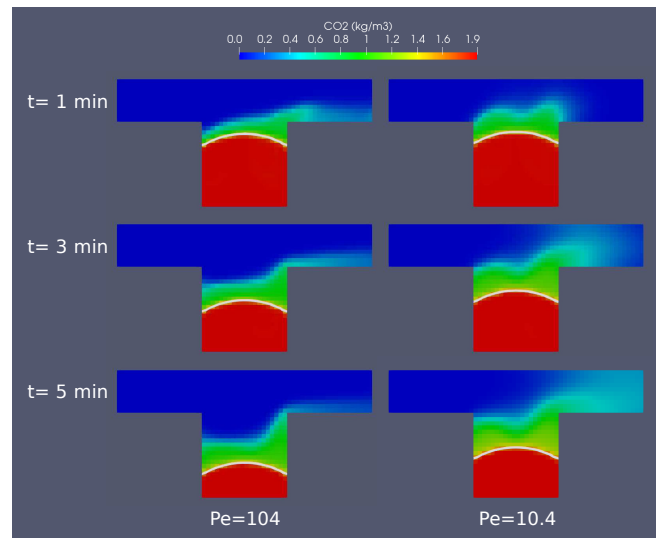 CO2 (kg/m3)
0.0 0.2 0.4 0.6 0.8 1 1.2 1.4 1.6 1.9
t= 1 min
t= 3 min
t= 5 min
Pe=104 Pe=10.4